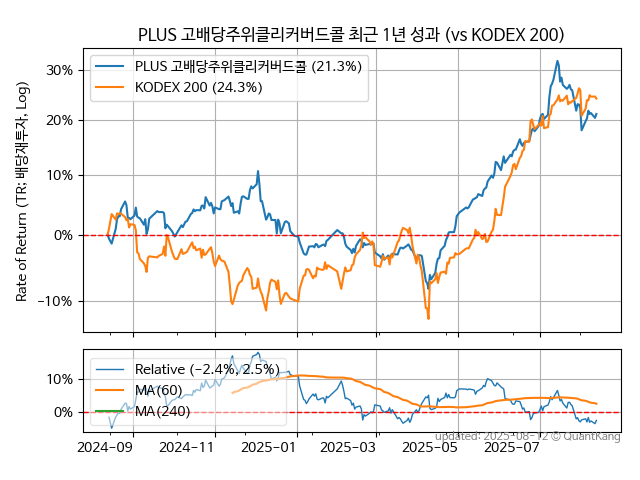 PLUS 고배당주위클리커버드콜 최근 1년 성과 (vs KODEX 200)
Rate of Return (TR: 배당재투자, Log)
30%
20%
10%
0%
−10%
PLUS 고배당주위클리커버드콜 (21.3%)
KODEX 200 (24.3%)
10%
0%
Relative (−2.4%, 2.5%)
MA(60)
MA(240)
2024-09
2024-11
2025-01
2025-03
2025-05
2025-07
updated: 2025-08-12 © QuantKang